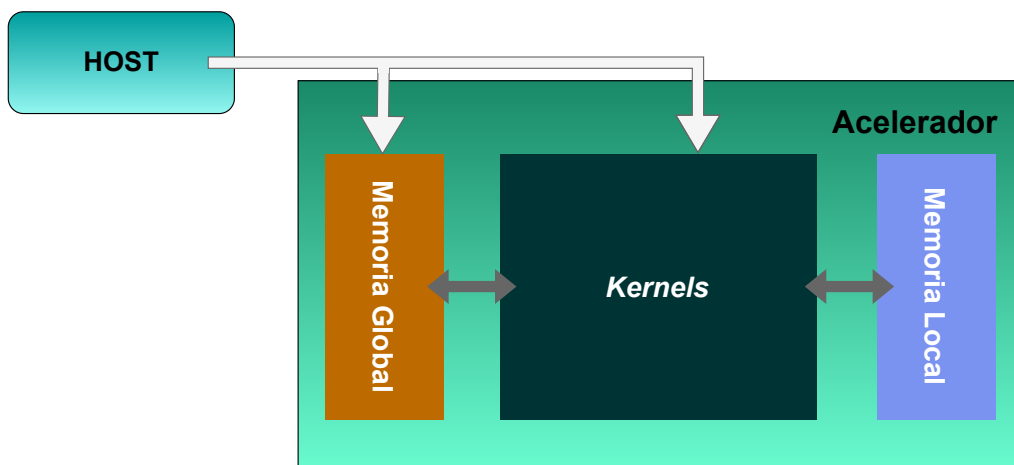 HOST
Acelerador
Memoria Global
Kernels
Memoria Local